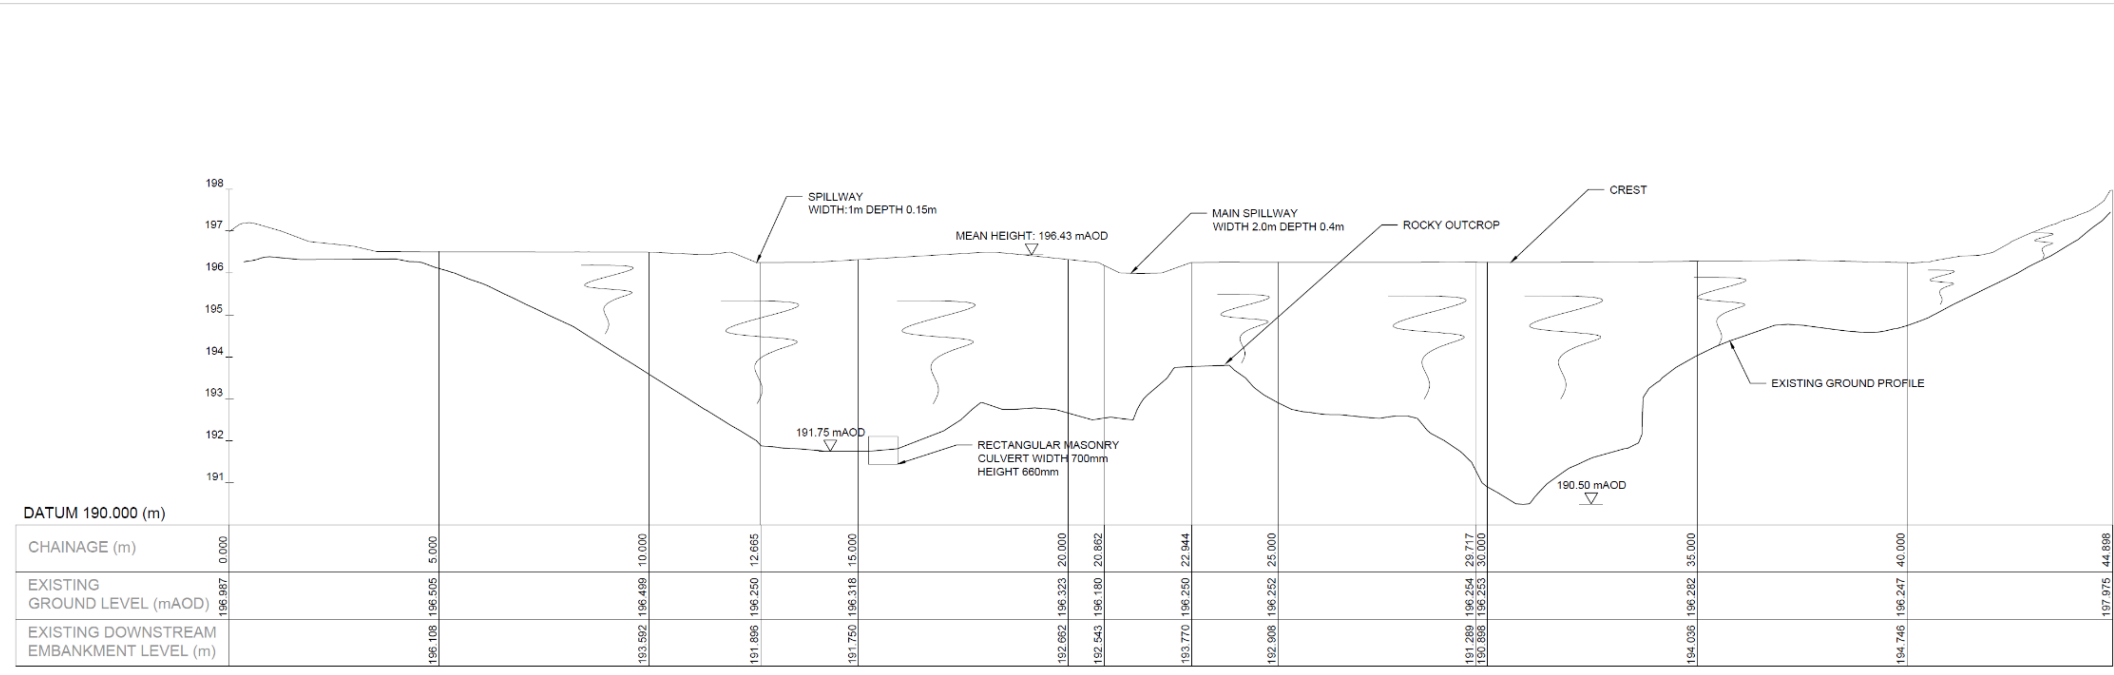 198
SPILLWAY
WIDTH:1m DEPTH 0.15m
CREST
MAIN SPILLWAY
WIDTH 2.0m DEPTH 0.4m
197
MEAN HEIGHT: 196.43 mAOD
ROCKY OUTCROP
196
195
194
EXISTING GROUND PROFILE
193
192
191.75 mAOD
RECTANGULAR MASONRY
CULVERT WIDTH 700mm
HEIGHT 660mm
191
190.50 mAOD
DATUM 190.000 (m)
CHAINAGE (m) 0.000 5.000 10.000 12.665 15.000 20.000 20.862 22.944 25.000 29.717 30.000 35.000 40.000 44.898
EXISTING
GROUND LEVEL (mAOD) 196.987 196.505 196.499 196.250 196.318 196.323 196.180 196.250 196.252 196.254 196.253 196.282 196.247 197.975
EXISTING DOWNSTREAM
EMBANKMENT LEVEL (m) 196.108 193.592 191.896 191.750 192.662 192.543 193.770 192.908 191.289 190.898 194.036 194.746